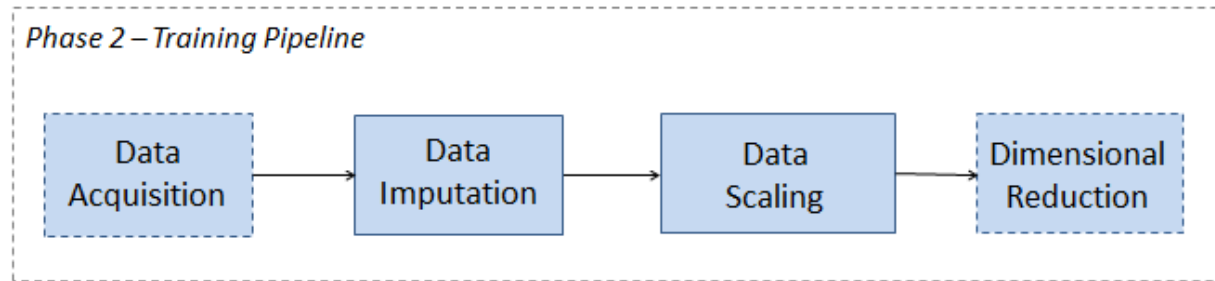 Phase 2 – Training Pipeline
Data
Acquisition
Data
Imputation
Data
Scaling
Dimensional
Reduction